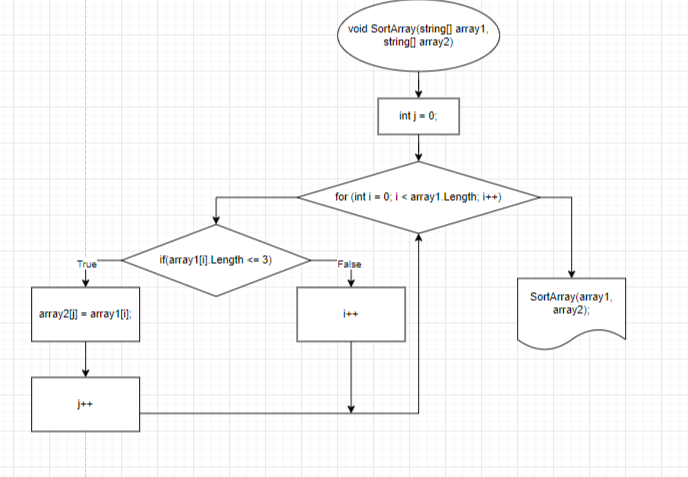 void SortArray(string[] array1,
string[] array2)
int j = 0;
for (int i = 0; i < array1.Length; i++)
if(array1[i].Length <= 3)
True
False
array2[j] = array1[i];
i++
SortArray(array1,
array2);
j++